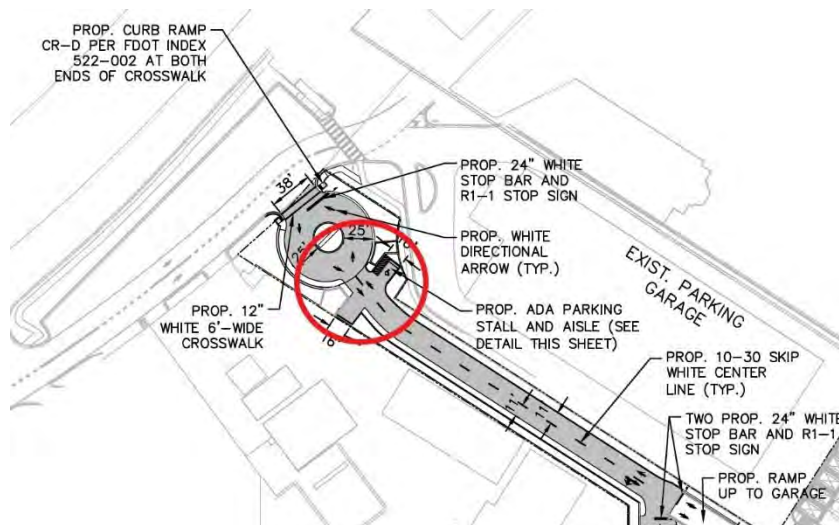 PROP. CURB RAMP
CR-D PER FDOT INDEX
522-002 AT BOTH
ENDS OF CROSSWALK
38'
PROP. 24" WHITE
STOP BAR AND
R1-1 STOP SIGN
25'
25'
PROP. WHITE
DIRECTIONAL
ARROW (TYP.)
EXIST. PARKING
GARAGE
PROP. 12"
WHITE 6'-WIDE
CROSSWALK
PROP. ADA PARKING
STALL AND AISLE (SEE
DETAIL THIS SHEET)
PROP. 10-30 SKIP
WHITE CENTER
LINE (TYP.)
11'
11'
TWO PROP. 24" WHITE
STOP BAR AND R1-1
STOP SIGN
PROP. RAMP
UP TO GARAGE